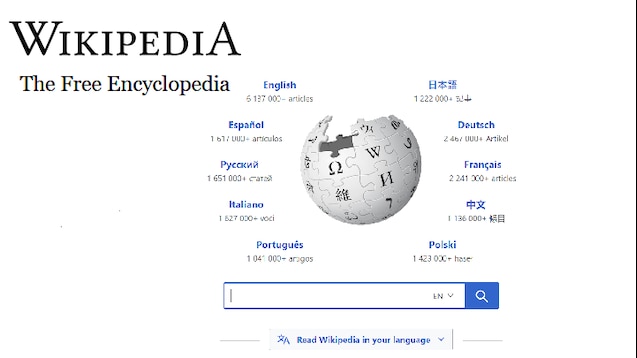 WIKIPEDIA
The Free Encyclopedia
English
6 137 000+ articles
日本語
1 222 000+ 記事
Español
1 617 000+ artículos
Deutsch
2 467 000+ Artikel
Русский
1 651 000+ статей
Français
2 241 000+ articles
Italiano
1 627 000+ voci
中文
1 136 000+ 條目
Português
1 041 000+ artigos
Polski
1 423 000+ haseł
Ω
W
И
維
EN
Read Wikipedia in your language